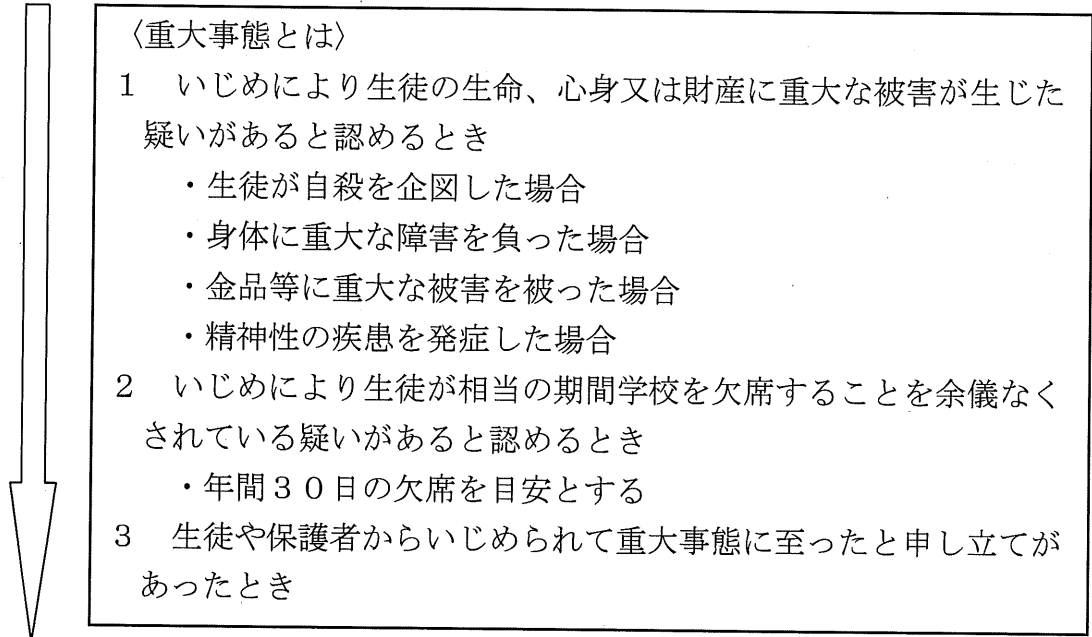 〈重大事態とは〉
1　いじめにより生徒の生命、心身又は財産に重大な被害が生じた
疑いがあると認めるとき
・生徒が自殺を企図した場合
・身体に重大な障害を負った場合
・金品等に重大な被害を被った場合
・精神性の疾患を発症した場合
2　いじめにより生徒が相当の期間学校を欠席することを余儀なく
されている疑いがあると認めるとき
・年間３０日の欠席を目安とする
3　生徒や保護者からいじめられて重大事態に至ったと申し立てが
あったとき